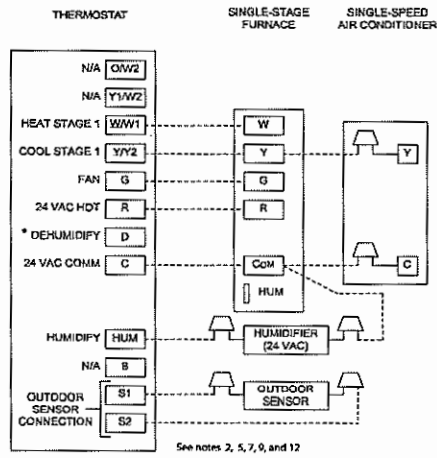 THERMOSTAT
SINGLE-STAGE
FURNACE
SINGLE-SPEED
AIR CONDITIONER
N/A O/W2
N/A Y1/W2
HEAT STAGE 1 W/W1 W
COOL STAGE 1 Y/Y2 Y Y
FAN G G
24 VAC HOT R R
* DEHUMIDIFY D
24 VAC COMM C COM C
HUM
HUMIDIFY HUM HUMIDIFIER
(24 VAC)
N/A B
OUTDOOR
SENSOR
CONNECTION
S1 OUTDOOR
SENSOR
S2
See notes 2, 5, 7, 9, and 12